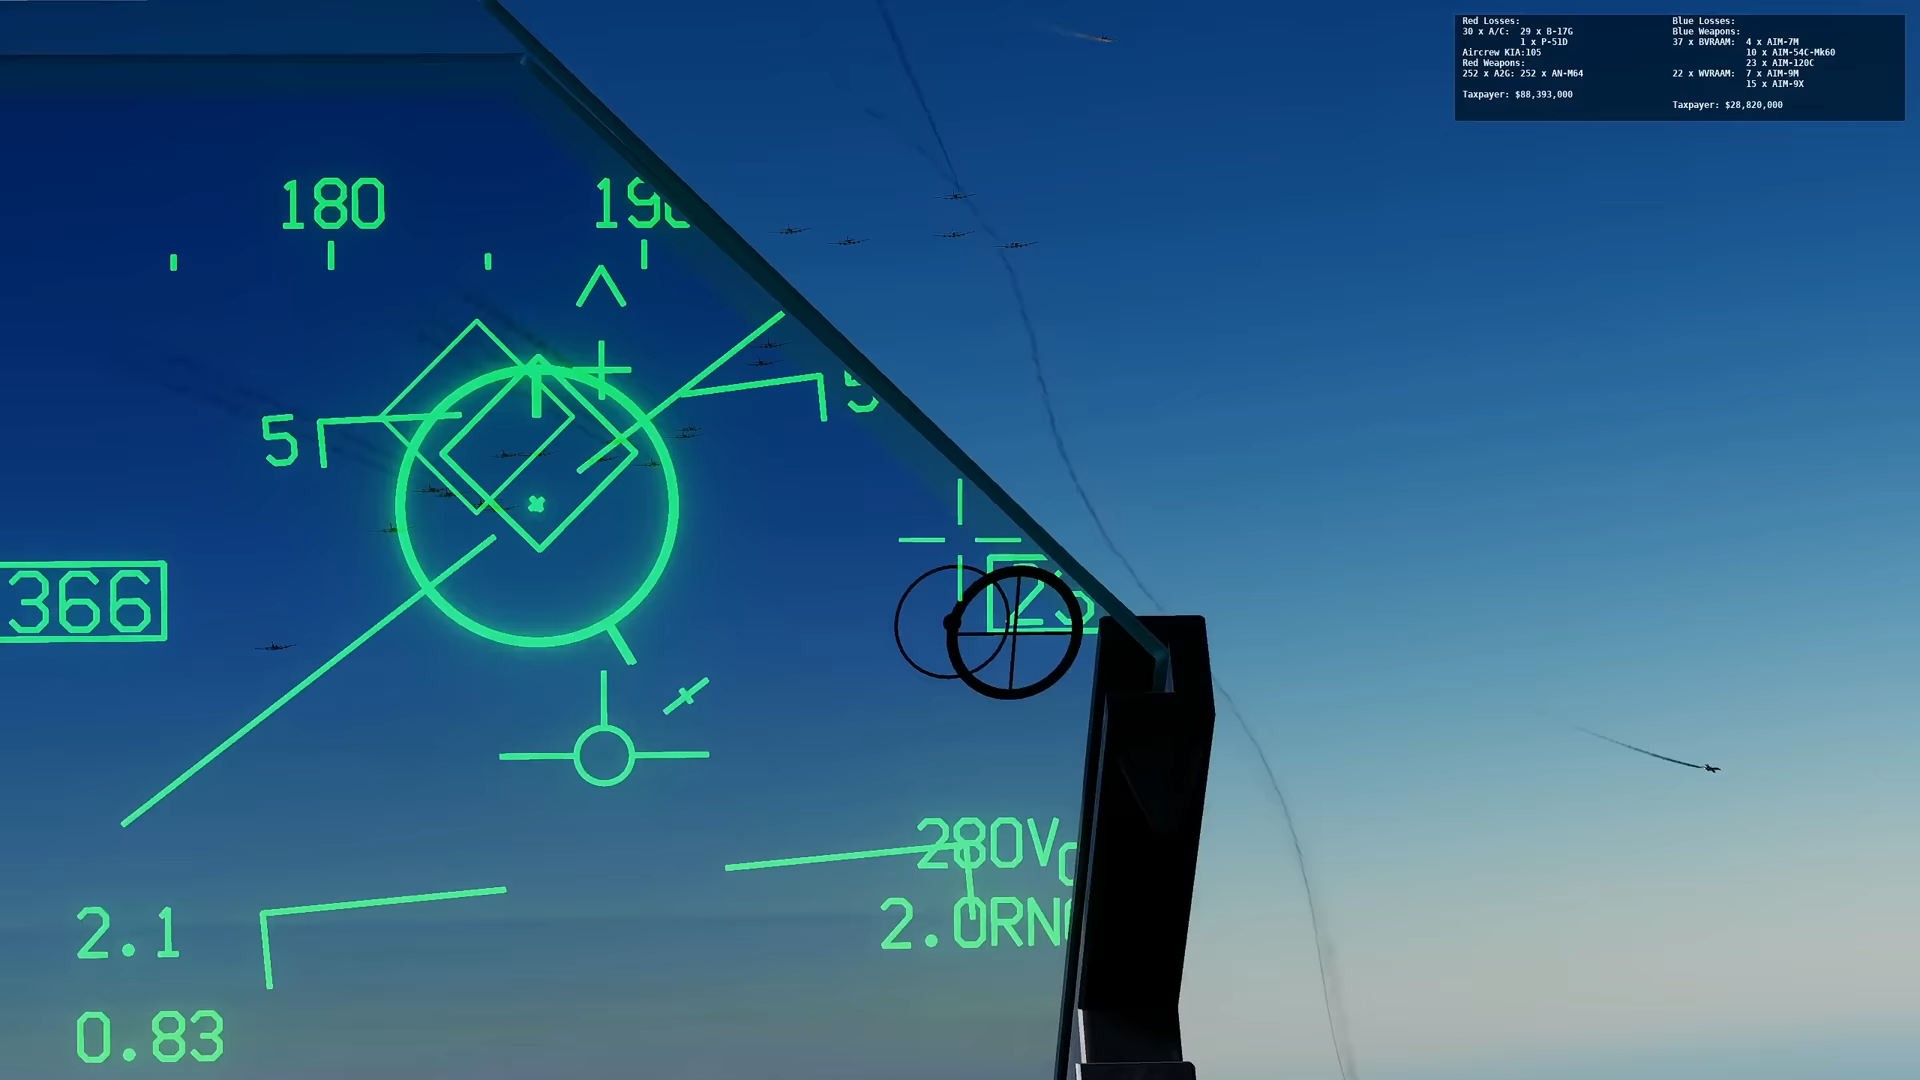 Red Losses:
30 x A/C: 29 x B-17G
1 x P-51D
Aircrew KIA:105
Red Weapons:
252 x A2G: 252 x AN-M64
Taxpayer: $88,393,000
Blue Losses:
Blue Weapons:
37 x BVRAAM: 4 x AIM-7M
10 x AIM-54C-Mk60
23 x AIM-120C
22 x WVRAAM: 7 x AIM-9M
15 x AIM-9X
Taxpayer: $28,820,000
180
190
5
5
366
280V
2.1
2.0RN
0.83